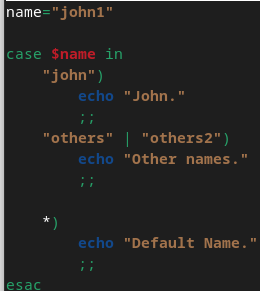 name="john1"

case $name in
    "john")
        echo "John."
        ;;
    "others" | "others2")
        echo "Other names."
        ;;

    *)
        echo "Default Name."
        ;;
esac